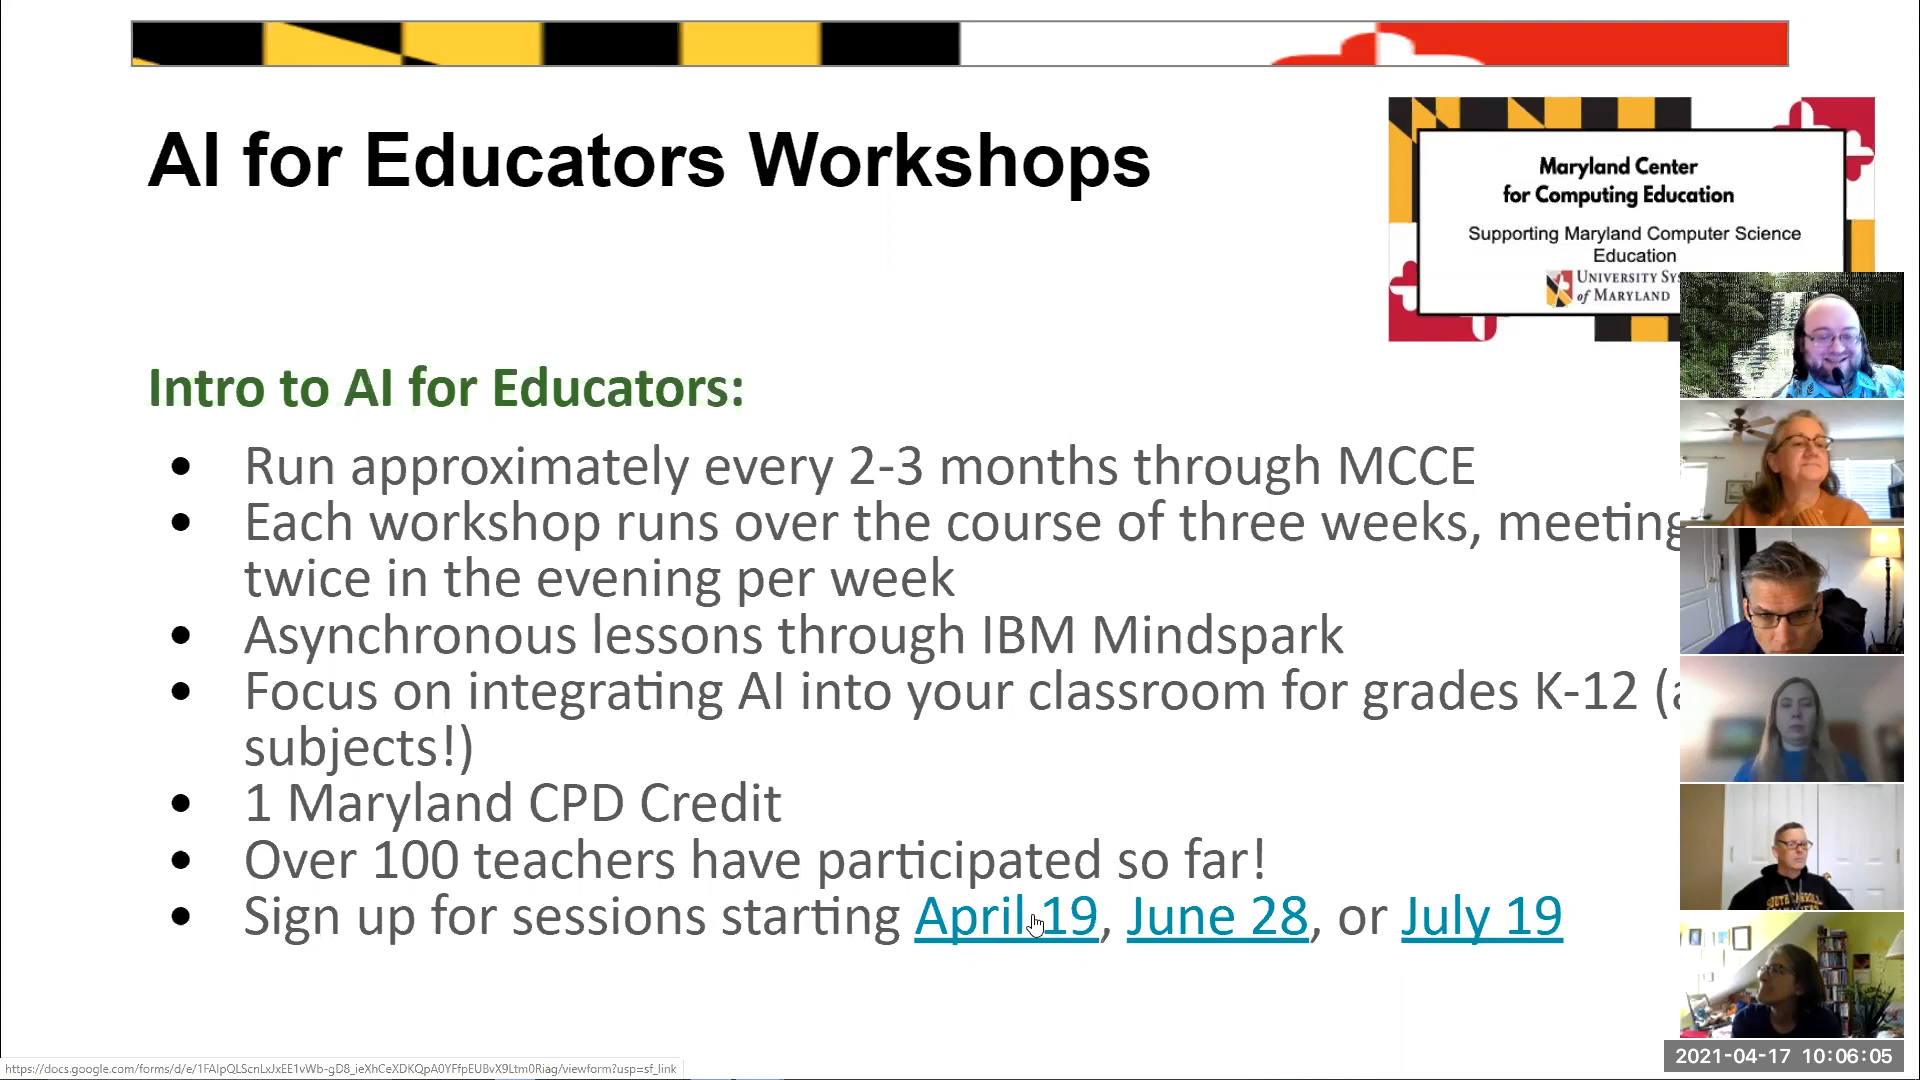 AI for Educators Workshops
Maryland Center
for Computing Education
Supporting Maryland Computer Science
Education
UNIVERSITY
of MARYLAND
Intro to AI for Educators:
• Run approximately every 2-3 months through MCCE
• Each workshop runs over the course of three weeks, meeting
twice in the evening per week
• Asynchronous lessons through IBM Mindspark
• Focus on integrating AI into your classroom for grades K-12 (
subjects!)
• 1 Maryland CPD Credit
• Over 100 teachers have participated so far!
• Sign up for sessions starting April 19, June 28, or July 19
2021-04-17 10:06:05